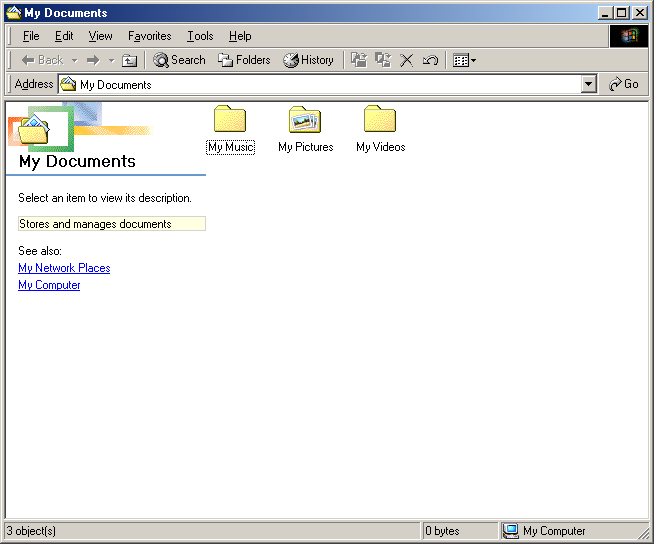 My Documents
File Edit View Favorites Tools Help
Back Search Folders History
Address My Documents Go
My Music My Pictures My Videos
My Documents
Select an item to view its description.
Stores and manages documents
See also:
My Network Places
My Computer
3 object(s) 0 bytes My Computer